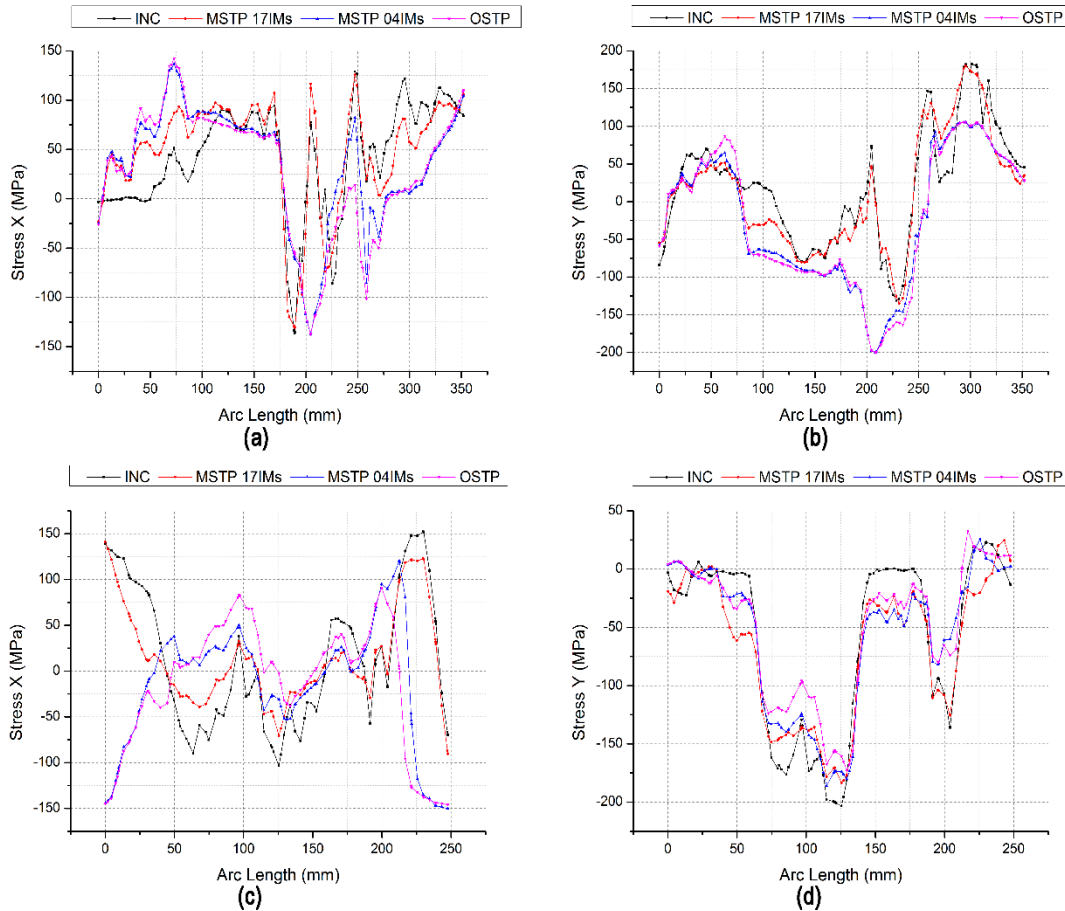 INC MSTP 17IMs MSTP 04IMs OSTP
150
100
50
0
-50
-100
-150
Stress X (MPa)
0 50 100 150 200 250 300 350
Arc Length (mm)
(a)
INC MSTP 17IMs MSTP 04IMs OSTP
200
150
100
50
0
-50
-100
-150
-200
Stress Y (MPa)
0 50 100 150 200 250 300 350
Arc Length (mm)
(b)
INC MSTP 17IMs MSTP 04IMs OSTP
150
100
50
0
-50
-100
-150
Stress X (MPa)
0 50 100 150 200 250
Arc Length (mm)
(c)
INC MSTP 17IMs MSTP 04IMs OSTP
50
0
-50
-100
-150
-200
Stress Y (MPa)
0 50 100 150 200 250
Arc Length (mm)
(d)